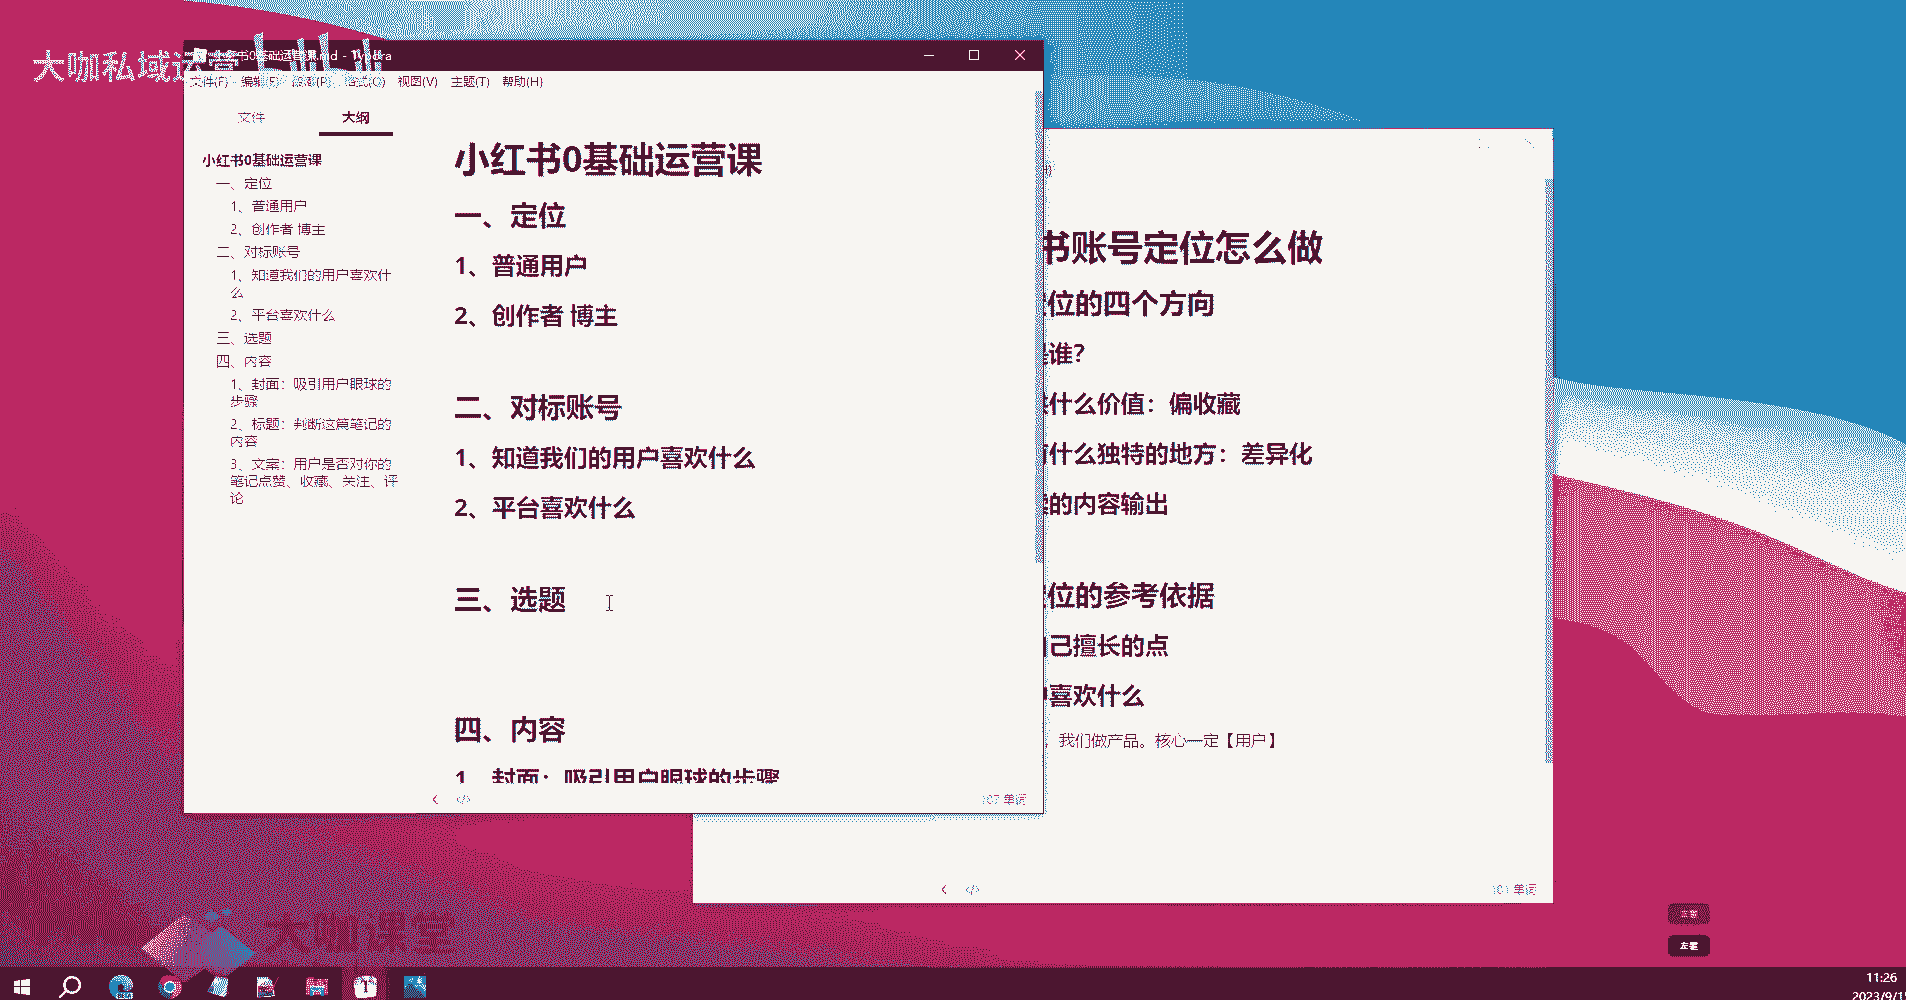 大咖私域运营
bilibili
小红书0基础运营课.md - Typora
文件(F) 编辑(E) 段落(P) 格式(O) 视图(V) 主题(T) 帮助(H)
文件 大纲
小红书0基础运营课
一、定位
1、普通用户
2、创作者 博主
二、对标账号
1、知道我们的用户喜欢什
么
2、平台喜欢什么
三、选题
四、内容
1、封面：吸引用户眼球的
步骤
2、标题：判断这篇笔记的
内容
3、文案：用户是否对你的
笔记点赞、收藏、关注、评
论
小红书0基础运营课
一、定位
1、普通用户
2、创作者 博主
二、对标账号
1、知道我们的用户喜欢什么
2、平台喜欢什么
三、选题
四、内容
1、封面：吸引用户眼球的步骤
107 单词
书账号定位怎么做
位的四个方向
是谁？
什么价值：偏收藏
有什么独特的地方：差异化
续的内容输出
定位的参考依据
自己擅长的点
户喜欢什么
，我们做产品。核心一定【用户】
101 单词
大咖课堂
左键
左键
11:26